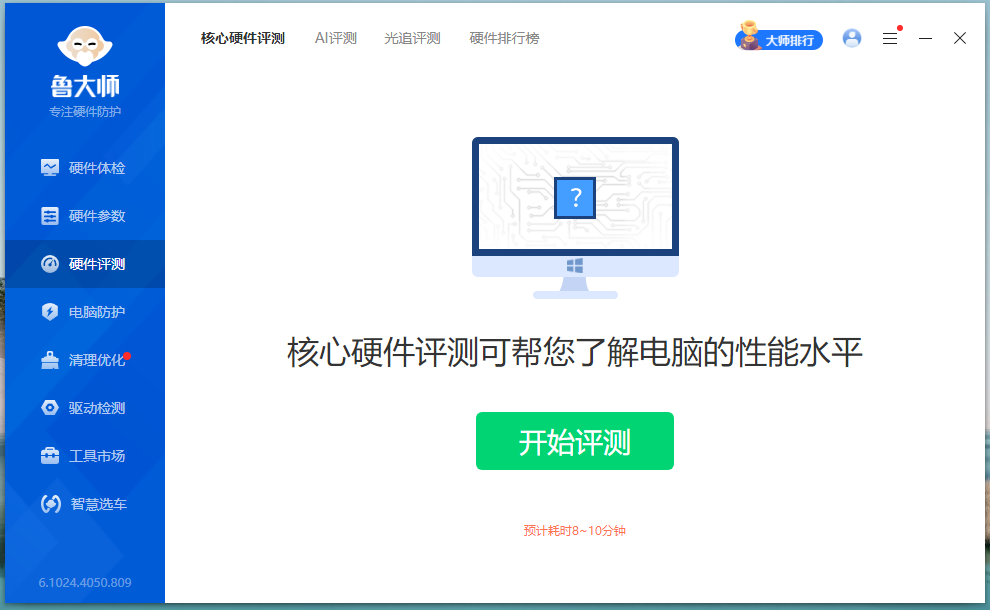 核心硬件评测 AI评测 光追评测 硬件排行榜 大师排行
鲁大师
专注硬件防护
硬件体检
硬件参数
硬件评测
电脑防护
清理优化
驱动检测
工具市场
智慧选车
6.1024.4050.809
?
核心硬件评测可帮您了解电脑的性能水平
开始评测
预计耗时8~10分钟